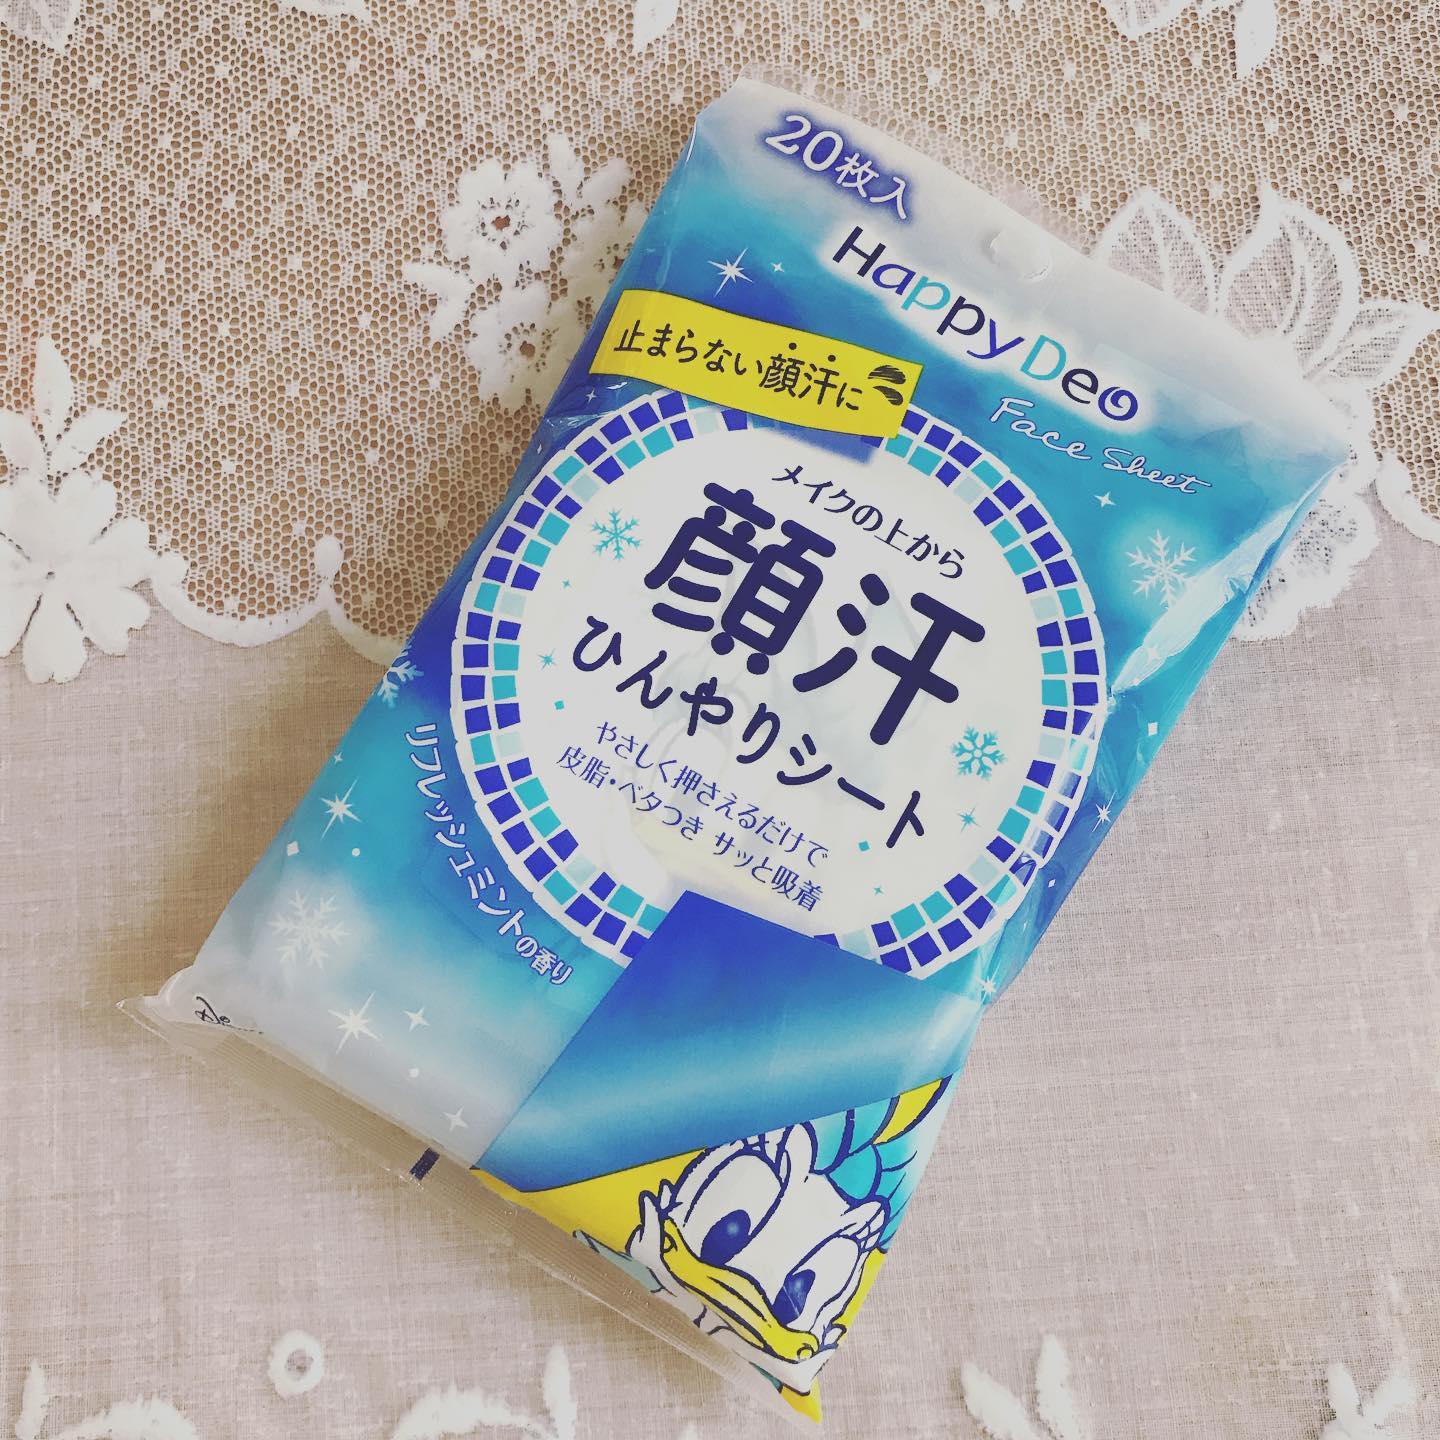 20枚入
HappyDeo
Face Sheet
止まらない顔汗に
メイクの上から
顔汗
ひんやりシート
やさしく押さえるだけで
皮脂・ベタつき サッと吸着
リフレッシュミントの香り